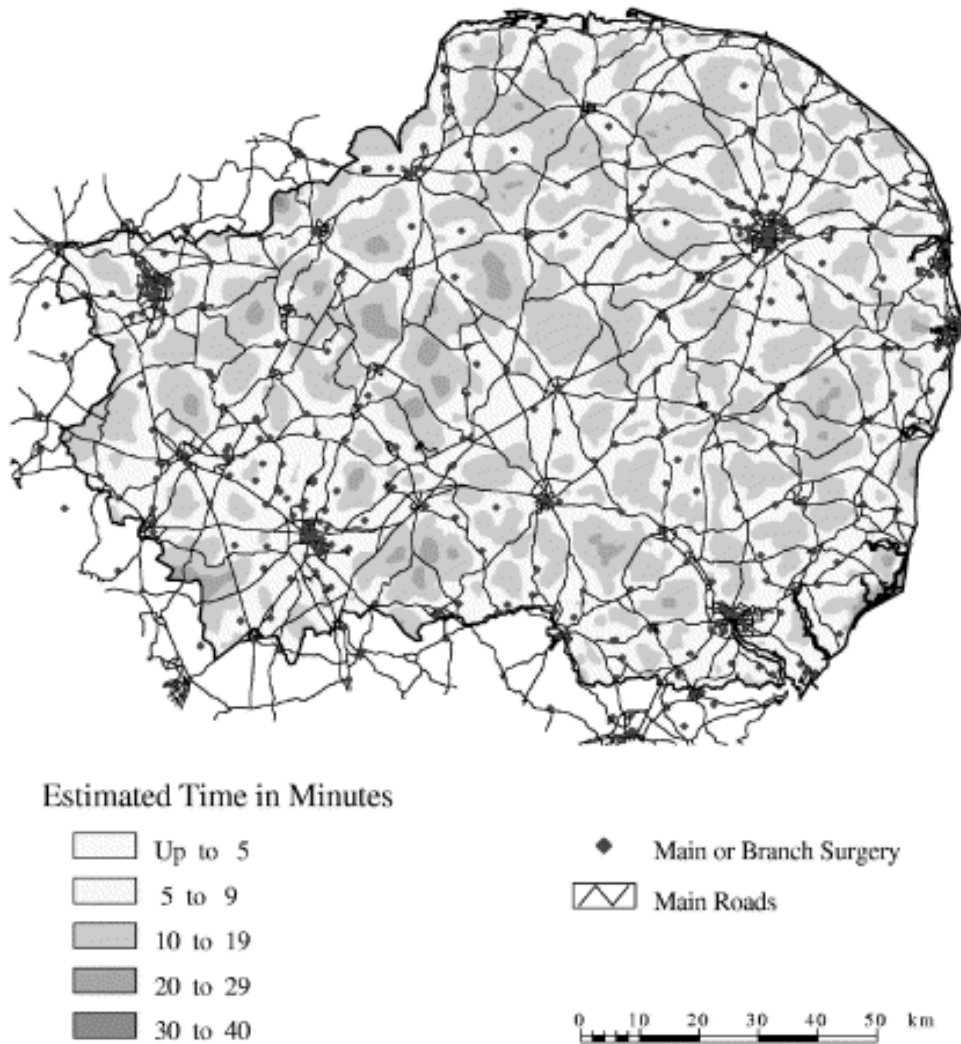 Estimated Time in Minutes
Up to 5
5 to 9
10 to 19
20 to 29
30 to 40
Main or Branch Surgery
Main Roads
0 10 20 30 40 50 km